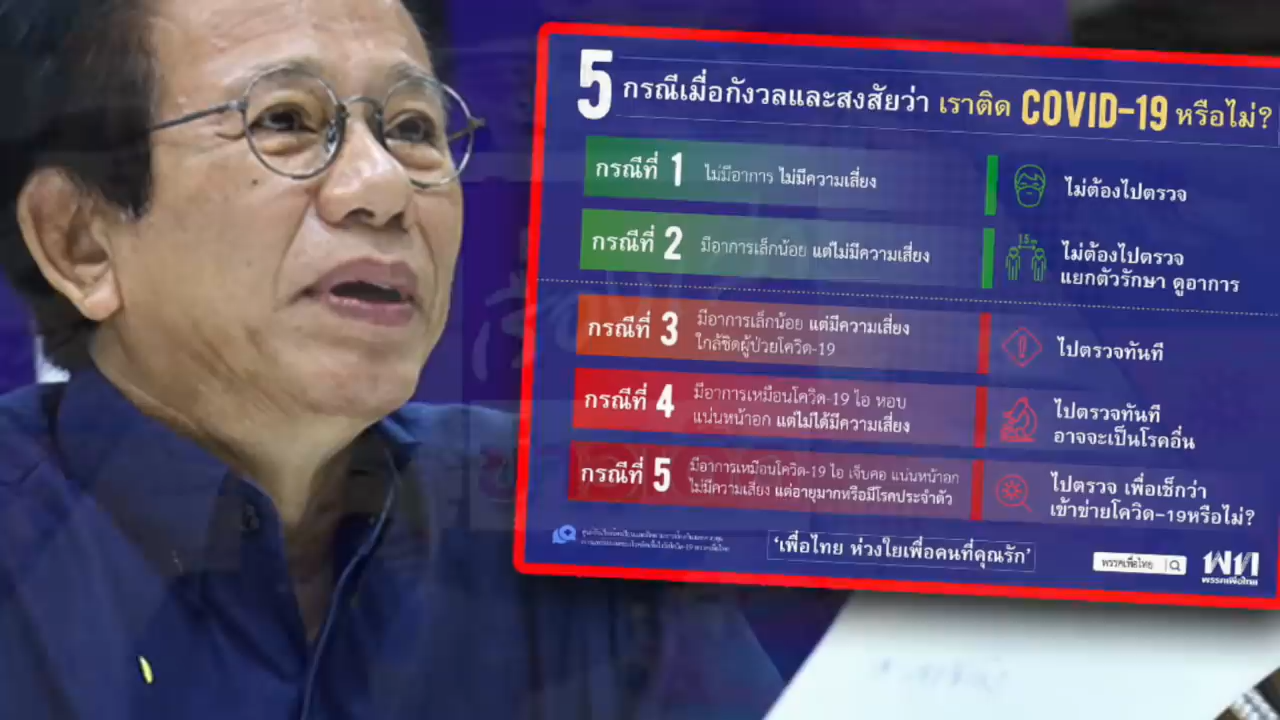 5 กรณีเมื่อกังวลและสงสัยว่า เราติด COVID-19 หรือไม่?
กรณีที่ 1 ไม่มีอาการ ไม่มีความเสี่ยง ไม่ต้องไปตรวจ
กรณีที่ 2 มีอาการเล็กน้อย แต่ไม่มีความเสี่ยง
1.5 m
ไม่ต้องไปตรวจ
แยกตัวรักษา ดูอาการ
กรณีที่ 3 มีอาการเล็กน้อย แต่มีความเสี่ยง
ใกล้ชิดผู้ป่วยโควิด-19
ไปตรวจทันที
กรณีที่ 4 มีอาการเหมือนโควิด-19 ไอ หอบ
แน่นหน้าอก แต่ไม่ได้มีความเสี่ยง
ไปตรวจทันที
อาจจะเป็นโรคอื่น
กรณีที่ 5 มีอาการเหมือนโควิด-19 ไอ เจ็บคอ แน่นหน้าอก
ไม่มีความเสี่ยง แต่อายุมากหรือมีโรคประจำตัว
ไปตรวจ เพื่อเช็กว่า
เข้าข่ายโควิด-19หรือไม่?
'เพื่อไทย ห่วงใยเพื่อคนที่คุณรัก'
พรรคเพื่อไทย
พท
พรรคเพื่อไทย